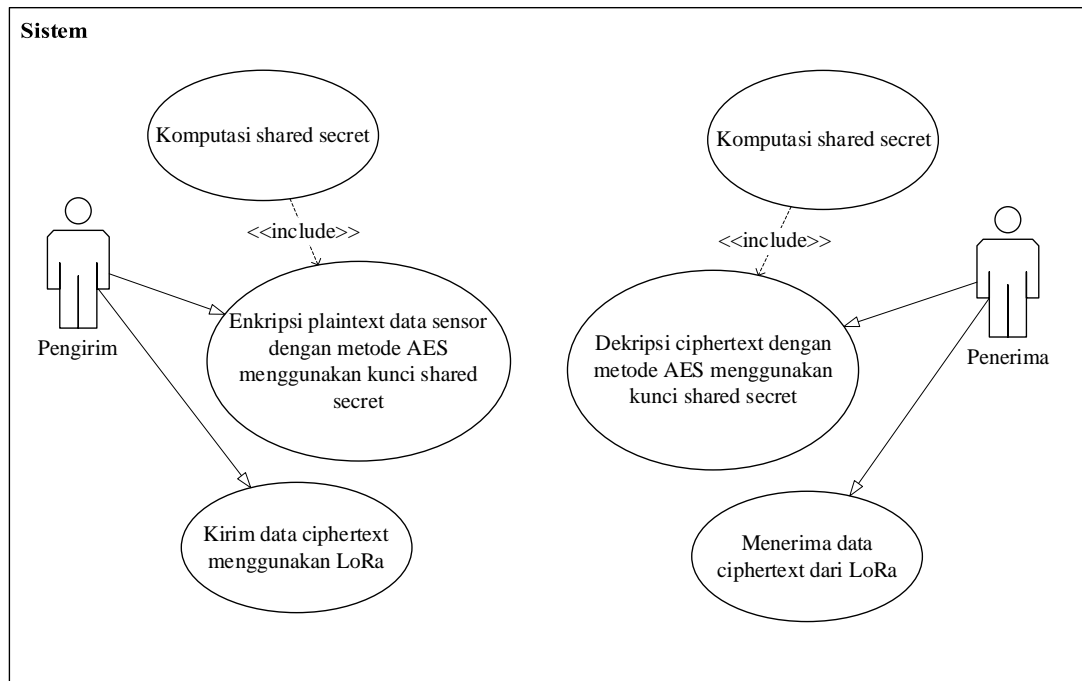 Sistem
Komputasi shared secret
<<include>>
Pengirim
Enkripsi plaintext data sensor
dengan metode AES
menggunakan kunci shared
secret
Kirim data ciphertext
menggunakan LoRa
Komputasi shared secret
<<include>>
Penerima
Dekripsi ciphertext dengan
metode AES menggunakan
kunci shared secret
Menerima data
ciphertext dari LoRa